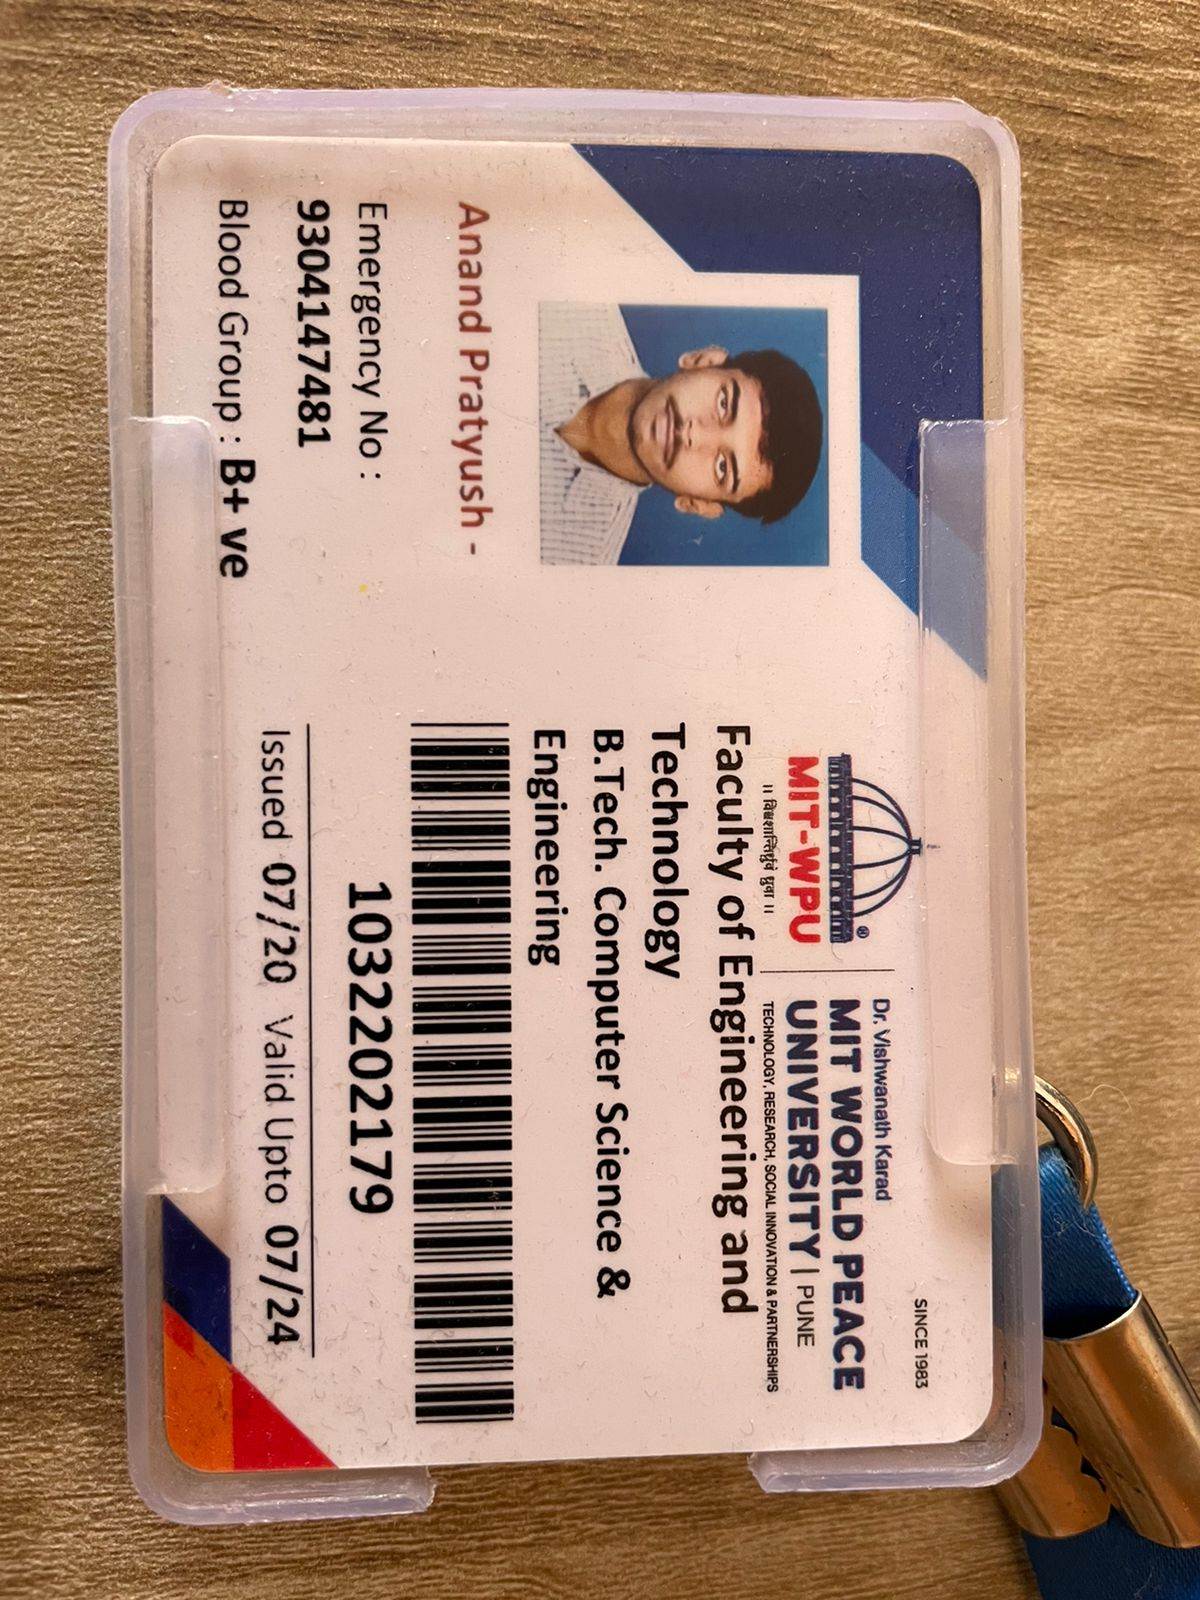 SINCE 1983
Dr. Vishwanath Karad
MIT WORLD PEACE
UNIVERSITY | PUNE
TECHNOLOGY, RESEARCH, SOCIAL INNOVATION & PARTNERSHIPS
®
MIT-WPU
॥ विश्वशान्तिर्ध्रुवं ध्रुवा ॥
Faculty of Engineering and
Technology
B.Tech. Computer Science &
Engineering
1032202179
Issued 07/20 Valid Upto 07/24
Anand Pratyush -
Emergency No :
9304147481
Blood Group : B+ ve